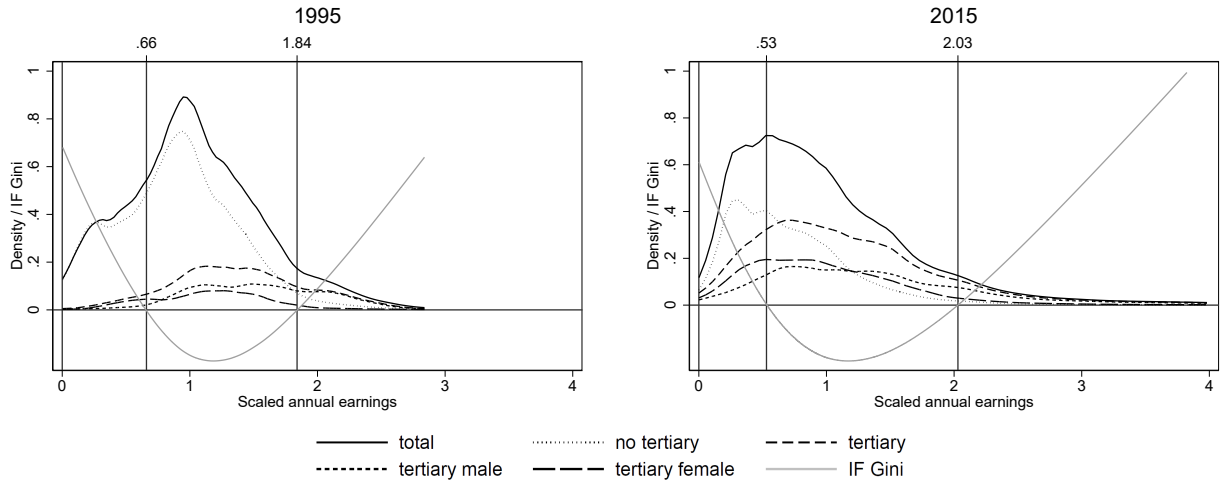 1995
.66 1.84
Density / IF Gini
1
.8
.6
.4
.2
0
0 1 2 3 4
Scaled annual earnings
2015
.53 2.03
Density / IF Gini
1
.8
.6
.4
.2
0
0 1 2 3 4
Scaled annual earnings
total no tertiary tertiary
tertiary male tertiary female IF Gini